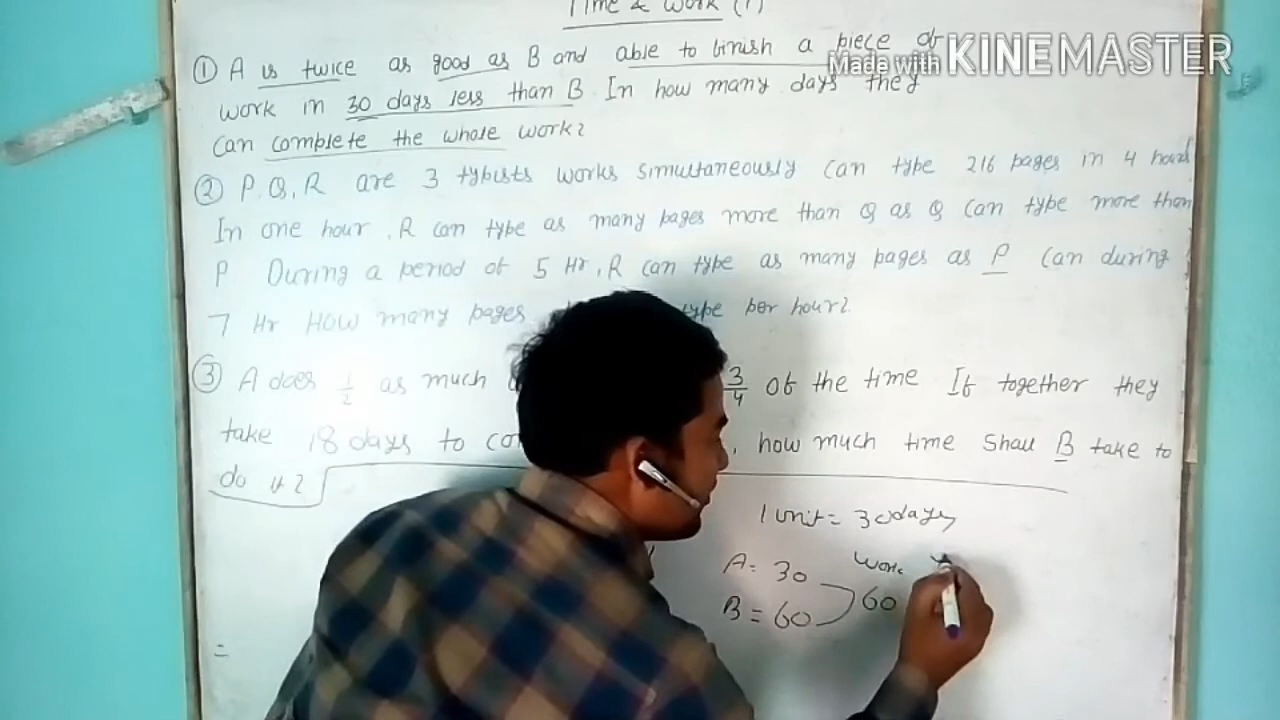 Time & Work (1)
Made with KINEMASTER
① A is twice as good as B and able to finish a piece of
work in 30 days less than B In how many days they
can complete the whole work?
② P, Q, R are 3 typists works simultaneously can type 216 pages in 4 hours
In one hour, R can type as many pages more than Q as Q can type more than
P During a period of 5 Hr, R can type as many pages as P can during
7 Hr How many pages type per hour?
③ A does 1/2 as much 3/4 of the time If together they
take 18 days to , how much time shall B take to
do it?
1 unit = 30 days
A = 30 Work
B = 60 60
=